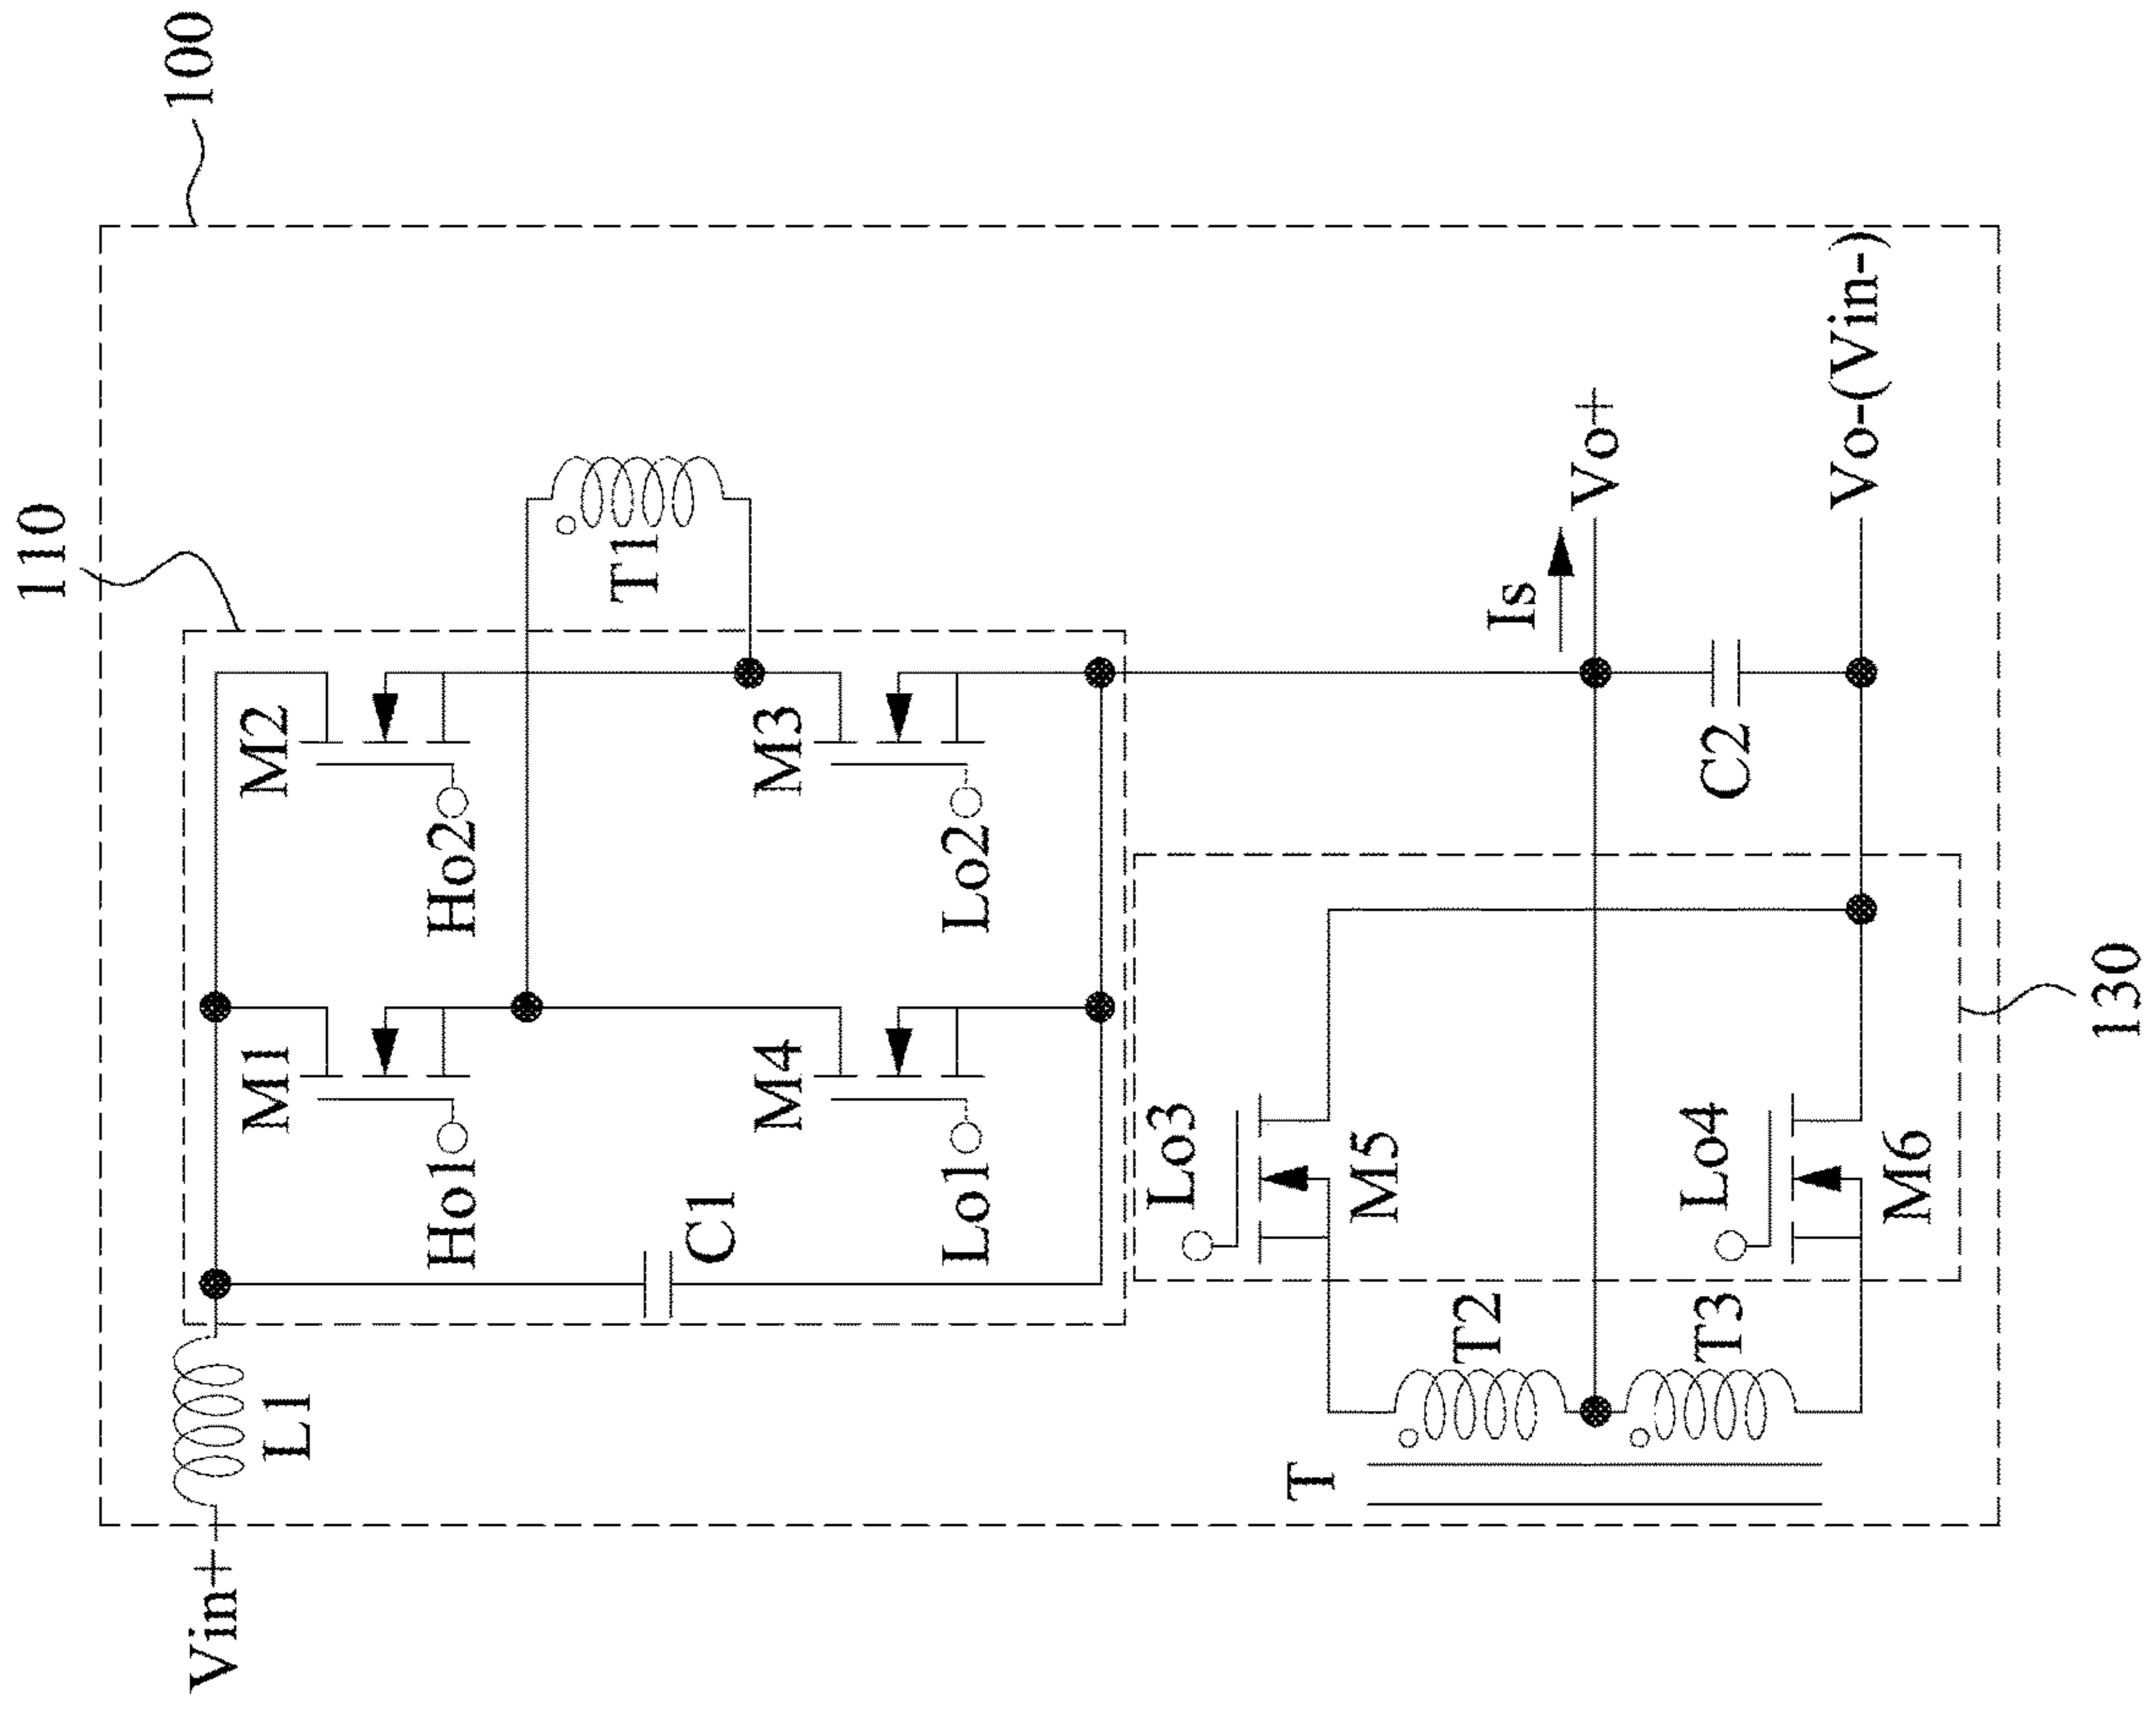 100
110
Vin+
L1
M1
Ho1
M2
Ho2
T1
M4
Lo1
M3
Lo2
C1
Is
Vo+
C2
Vo-(Vin-)
Lo3
M5
Lo4
M6
T2
T3
T
130